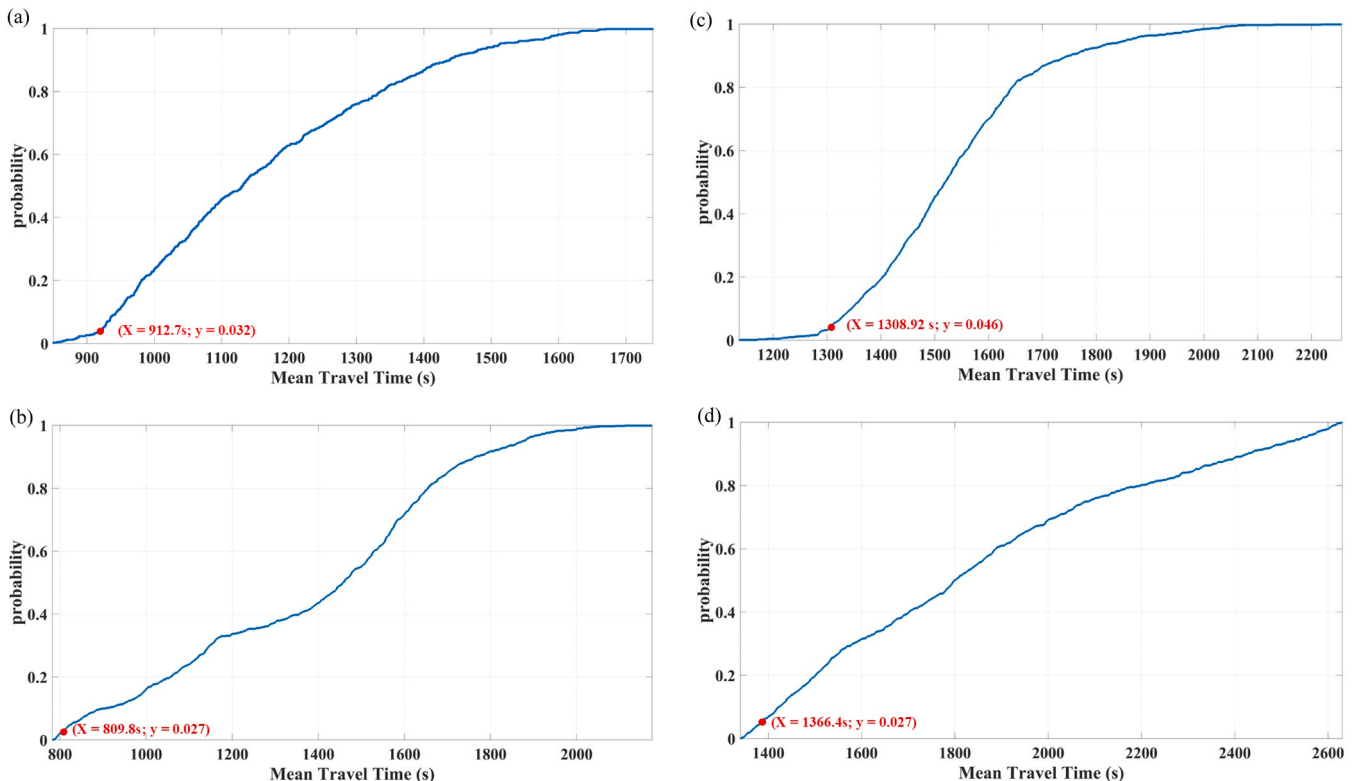 (a)
probability
1
0.8
0.6
0.4
0.2
0
(X = 912.7s; y = 0.032)
900 1000 1100 1200 1300 1400 1500 1600 1700
Mean Travel Time (s)
(c)
probability
1
0.8
0.6
0.4
0.2
0
(X = 1308.92 s; y = 0.046)
1200 1300 1400 1500 1600 1700 1800 1900 2000 2100 2200
Mean Travel Time (s)
(b)
probability
1
0.8
0.6
0.4
0.2
0
(X = 809.8s; y = 0.027)
800 1000 1200 1400 1600 1800 2000
Mean Travel Time (s)
(d)
probability
1
0.8
0.6
0.4
0.2
0
(X = 1366.4s; y = 0.027)
1400 1600 1800 2000 2200 2400 2600
Mean Travel Time (s)